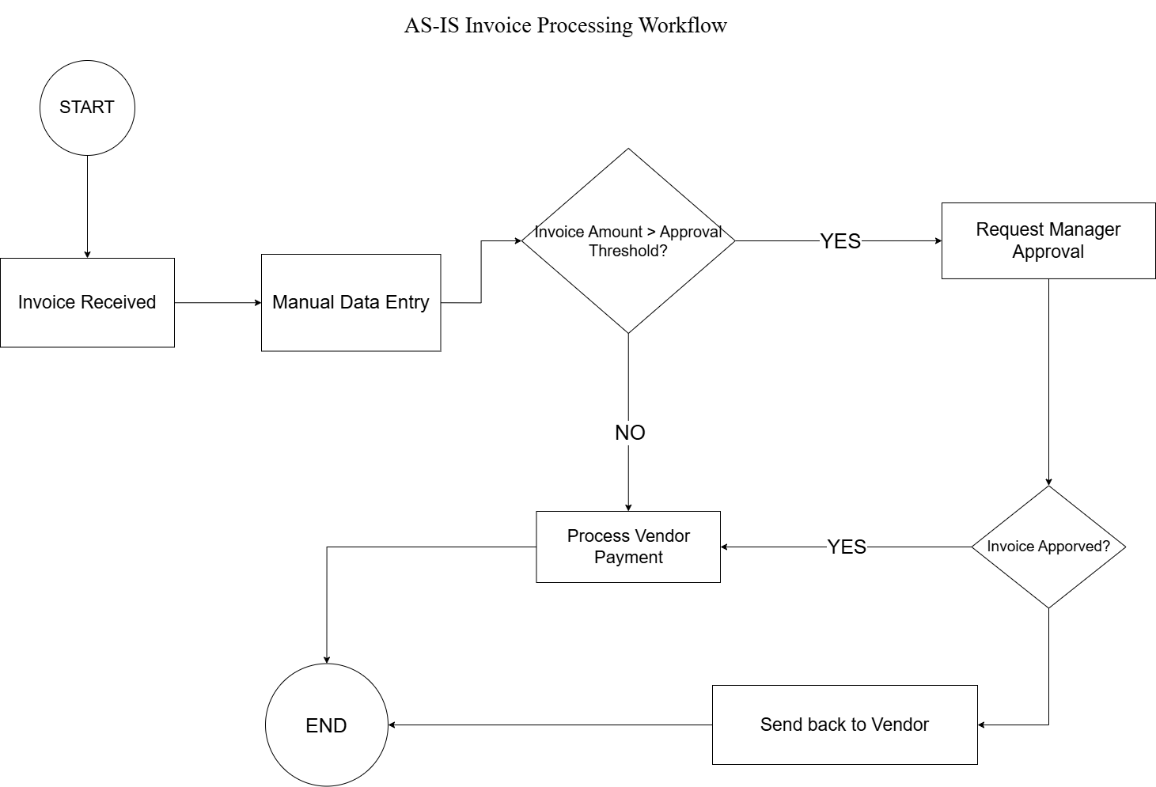 AS-IS Invoice Processing Workflow
START
Invoice Received
Manual Data Entry
Invoice Amount > Approval
Threshold?
YES
Request Manager
Approval
NO
Process Vendor
Payment
YES
Invoice Apporved?
END
Send back to Vendor